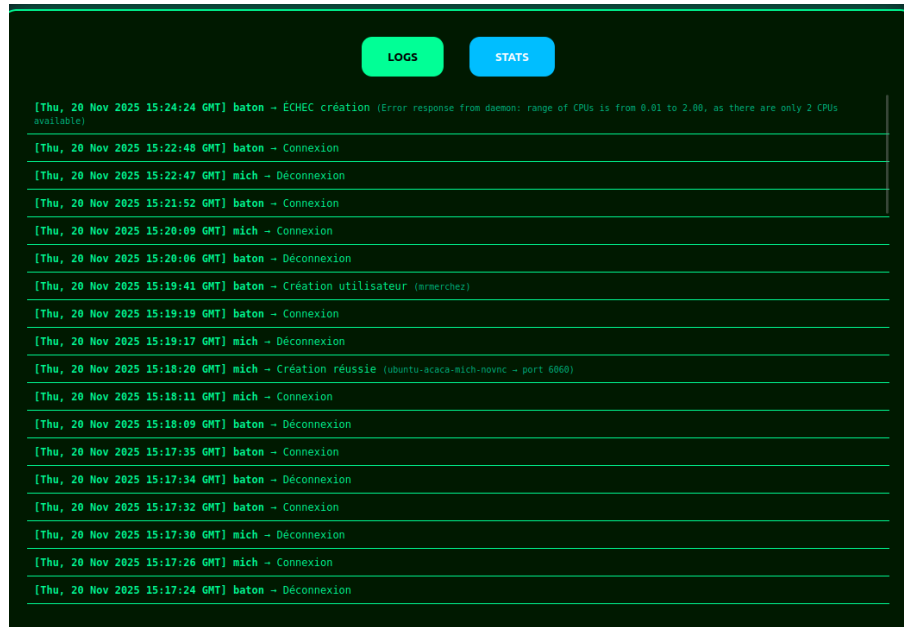 LOGS STATS
[Thu, 20 Nov 2025 15:24:24 GMT] baton → ÉCHEC création (Error response from daemon: range of CPUs is from 0.01 to 2.00, as there are only 2 CPUs
available)
[Thu, 20 Nov 2025 15:22:48 GMT] baton → Connexion
[Thu, 20 Nov 2025 15:22:47 GMT] mich → Déconnexion
[Thu, 20 Nov 2025 15:21:52 GMT] baton → Connexion
[Thu, 20 Nov 2025 15:20:09 GMT] mich → Connexion
[Thu, 20 Nov 2025 15:20:06 GMT] baton → Déconnexion
[Thu, 20 Nov 2025 15:19:41 GMT] baton → Création utilisateur (mrmerchez)
[Thu, 20 Nov 2025 15:19:19 GMT] baton → Connexion
[Thu, 20 Nov 2025 15:19:17 GMT] mich → Déconnexion
[Thu, 20 Nov 2025 15:18:20 GMT] mich → Création réussie (ubuntu-acaca-mich-novnc → port 6060)
[Thu, 20 Nov 2025 15:18:11 GMT] mich → Connexion
[Thu, 20 Nov 2025 15:18:09 GMT] baton → Déconnexion
[Thu, 20 Nov 2025 15:17:35 GMT] baton → Connexion
[Thu, 20 Nov 2025 15:17:34 GMT] baton → Déconnexion
[Thu, 20 Nov 2025 15:17:32 GMT] baton → Connexion
[Thu, 20 Nov 2025 15:17:30 GMT] mich → Déconnexion
[Thu, 20 Nov 2025 15:17:26 GMT] mich → Connexion
[Thu, 20 Nov 2025 15:17:24 GMT] baton → Déconnexion